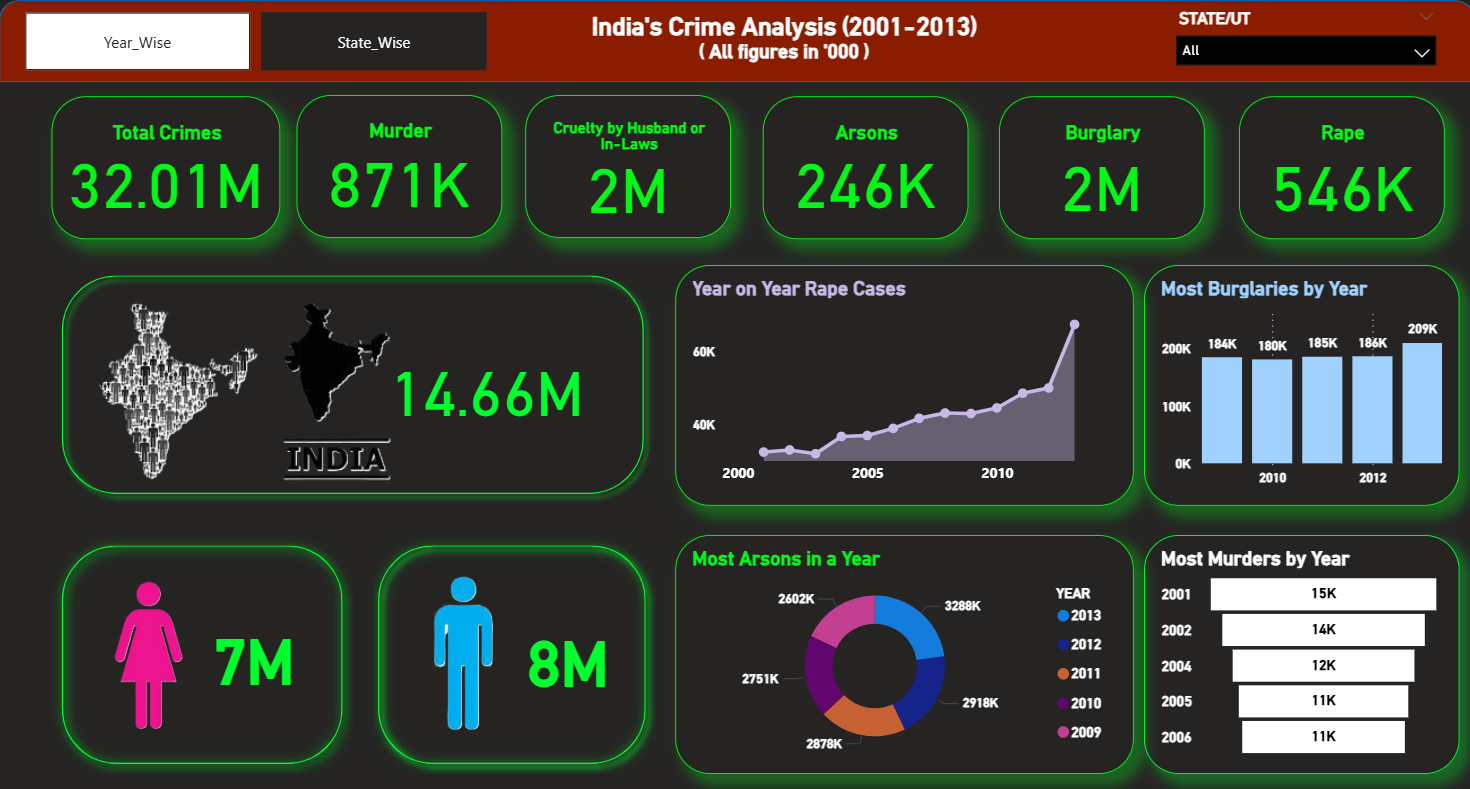 Year_Wise
State_Wise
India's Crime Analysis (2001-2013)
( All figures in '000 )
STATE/UT
All
Total Crimes
32.01M
Murder
871K
Cruelty by Husband or
In-Laws
2M
Arsons
246K
Burglary
2M
Rape
546K
INDIA
14.66M
Year on Year Rape Cases
60K
40K
2000
2005
2010
Most Burglaries by Year
200K
100K
0K
184K
180K
185K
186K
209K
2010
2012
7M
8M
Most Arsons in a Year
2602K
3288K
2751K
2918K
2878K
YEAR
2013
2012
2011
2010
2009
Most Murders by Year
2001 15K
2002 14K
2004 12K
2005 11K
2006 11K